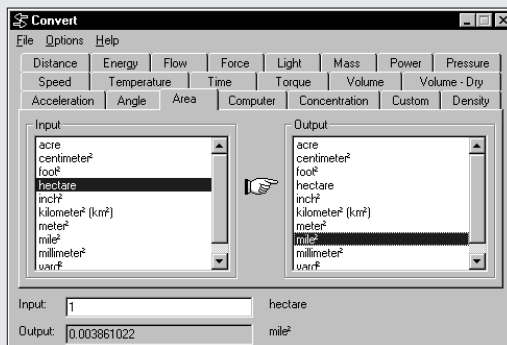 Convert
File Options Help
Distance Energy Flow Force Light Mass Power Pressure
Speed Temperature Time Torque Volume Volume - Dry
Acceleration Angle Area Computer Concentration Custom Density
Input
acre
centimeter²
foot²
hectare
inch²
kilometer² (km²)
meter²
mile²
millimeter²
yard²
Output
acre
centimeter²
foot²
hectare
inch²
kilometer² (km²)
meter²
mile²
millimeter²
yard²
Input: 1 hectare
Output: 0.003861022 mile²